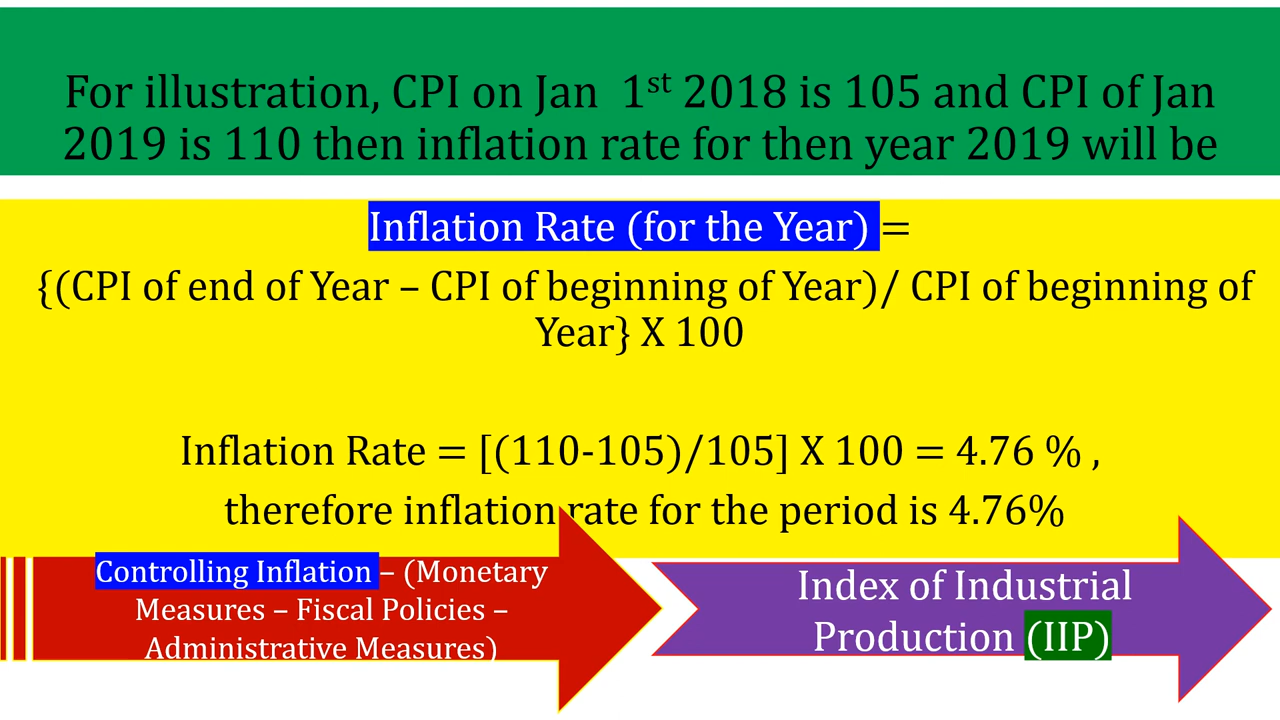 For illustration, CPI on Jan 1st 2018 is 105 and CPI of Jan
2019 is 110 then inflation rate for then year 2019 will be
Inflation Rate (for the Year) =
{(CPI of end of Year – CPI of beginning of Year)/ CPI of beginning of
Year} X 100
Inflation Rate = [(110-105)/105] X 100 = 4.76 % ,
therefore inflation rate for the period is 4.76%
Controlling Inflation – (Monetary
Measures – Fiscal Policies –
Administrative Measures)
Index of Industrial
Production (IIP)